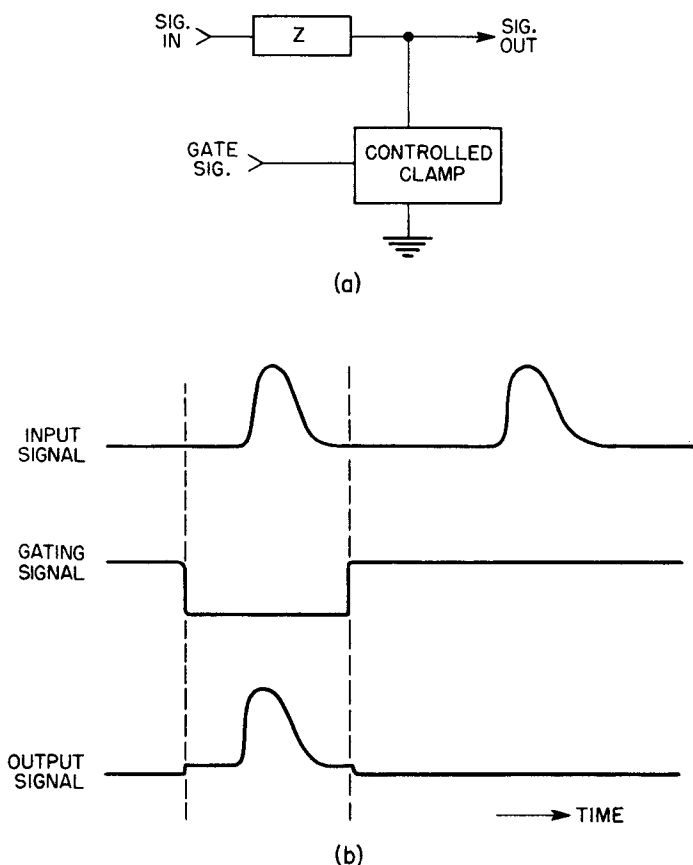 SIG.
IN
Z
SIG.
OUT
GATE
SIG.
CONTROLLED
CLAMP
(a)
INPUT
SIGNAL
GATING
SIGNAL
OUTPUT
SIGNAL
TIME
(b)